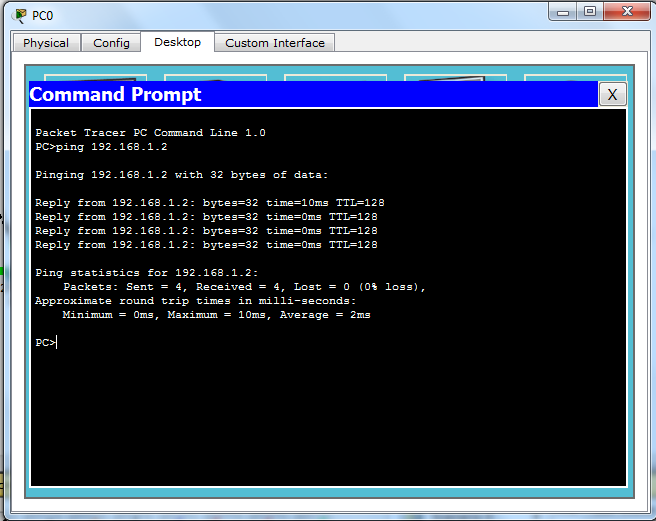 PC0
Physical Config Desktop Custom Interface
Command Prompt X
Packet Tracer PC Command Line 1.0
PC>ping 192.168.1.2
Pinging 192.168.1.2 with 32 bytes of data:
Reply from 192.168.1.2: bytes=32 time=10ms TTL=128
Reply from 192.168.1.2: bytes=32 time=0ms TTL=128
Reply from 192.168.1.2: bytes=32 time=0ms TTL=128
Reply from 192.168.1.2: bytes=32 time=0ms TTL=128
Ping statistics for 192.168.1.2:
Packets: Sent = 4, Received = 4, Lost = 0 (0% loss),
Approximate round trip times in milli-seconds:
Minimum = 0ms, Maximum = 10ms, Average = 2ms
PC>